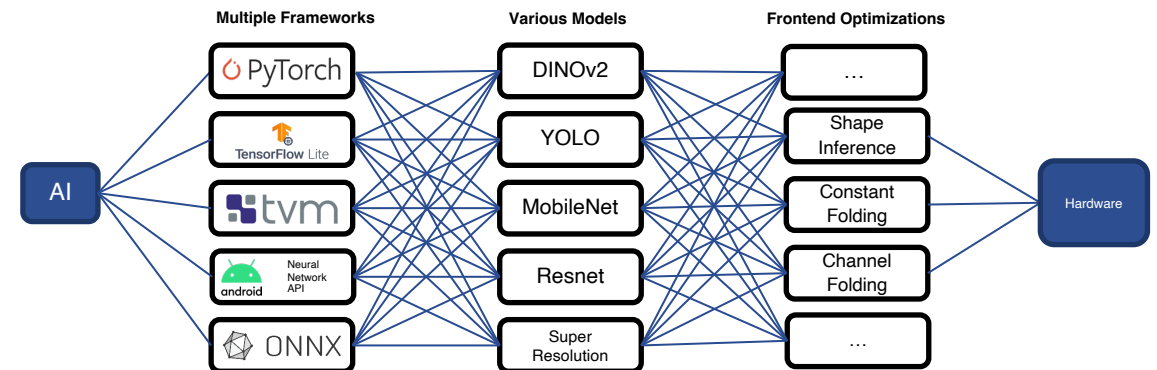 Multiple Frameworks
Various Models
Frontend Optimizations
AI
PyTorch
TensorFlow Lite
tvm
android
Neural
Network
API
ONNX
DINOv2
YOLO
MobileNet
Resnet
Super
Resolution
...
Shape
Inference
Constant
Folding
Channel
Folding
...
Hardware